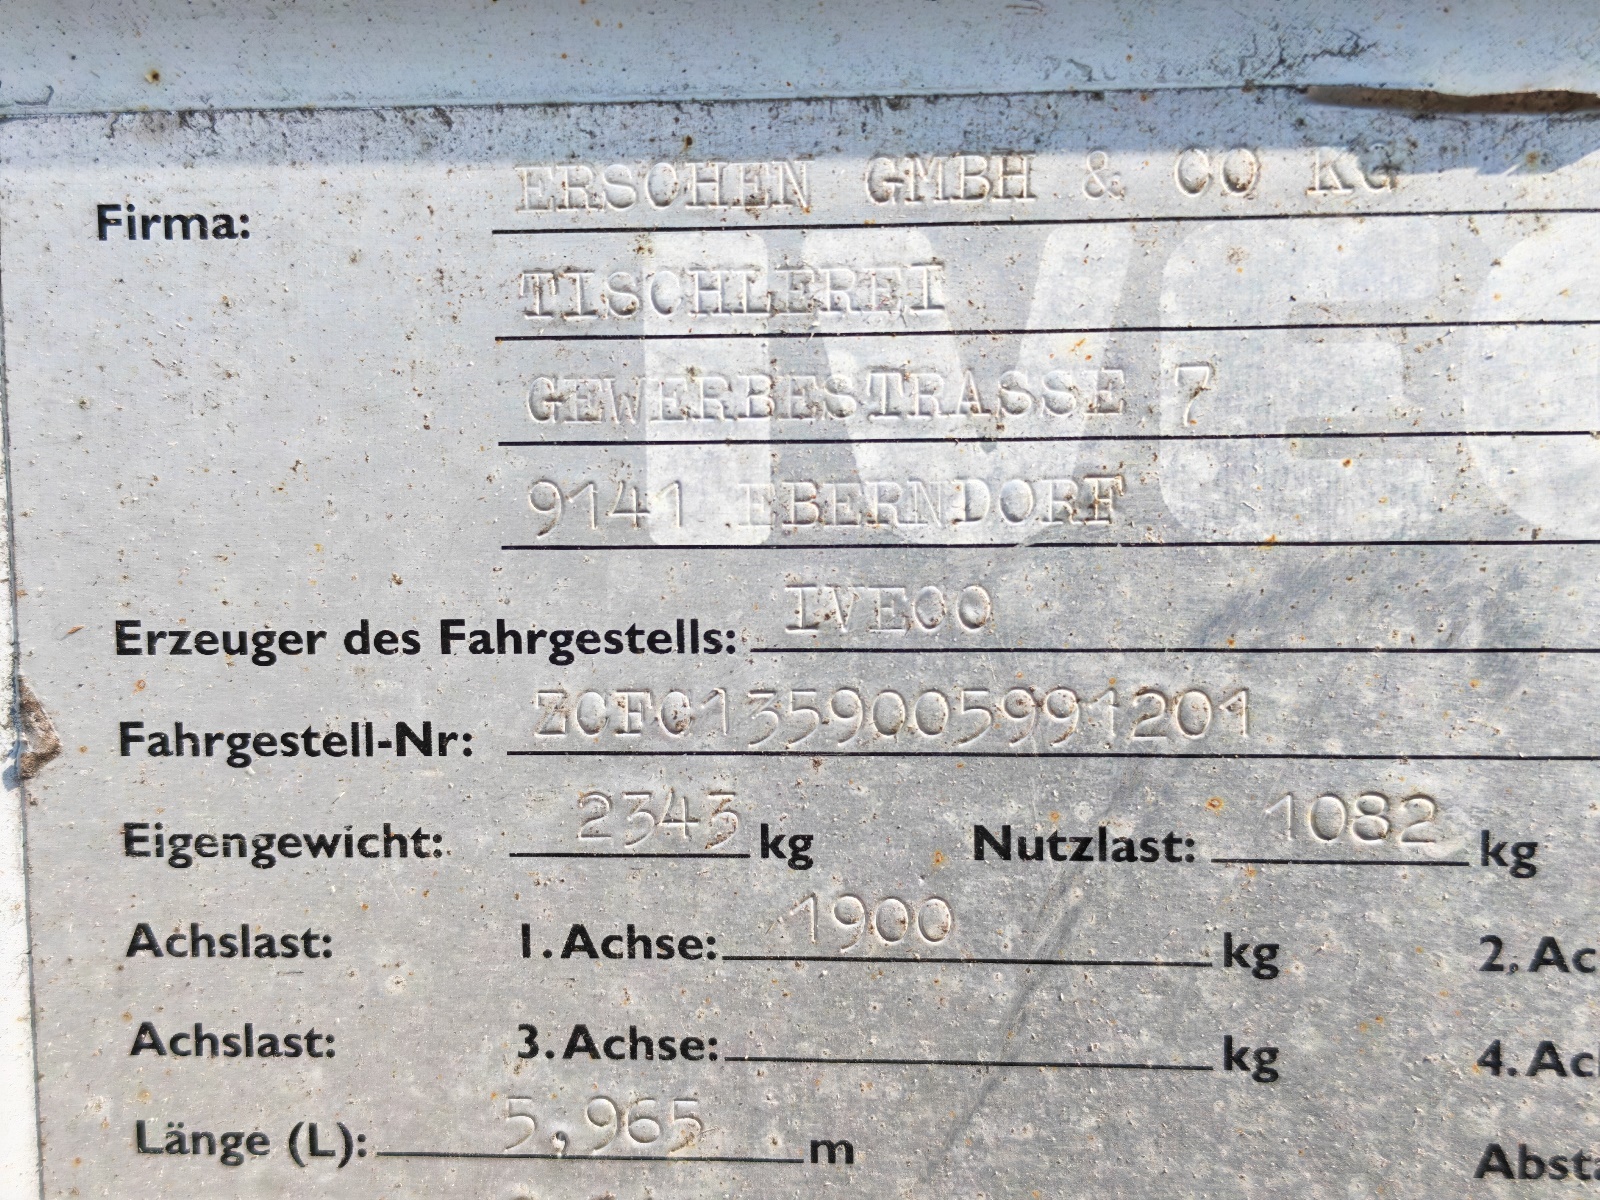 Firma: ERSCHEN GMBH & CO KG
TISCHLEREI
GEWERBESTRASSE 7
9141 EBERNDORF
IVECO
Erzeuger des Fahrgestells: IVECO
Fahrgestell-Nr: ZCFC1359005991201
Eigengewicht: 2343 kg Nutzlast: 1082 kg
Achslast: 1.Achse: 1900 kg 2.Ac
Achslast: 3.Achse: kg 4.Ac
Länge (L): 5,965 m Absta